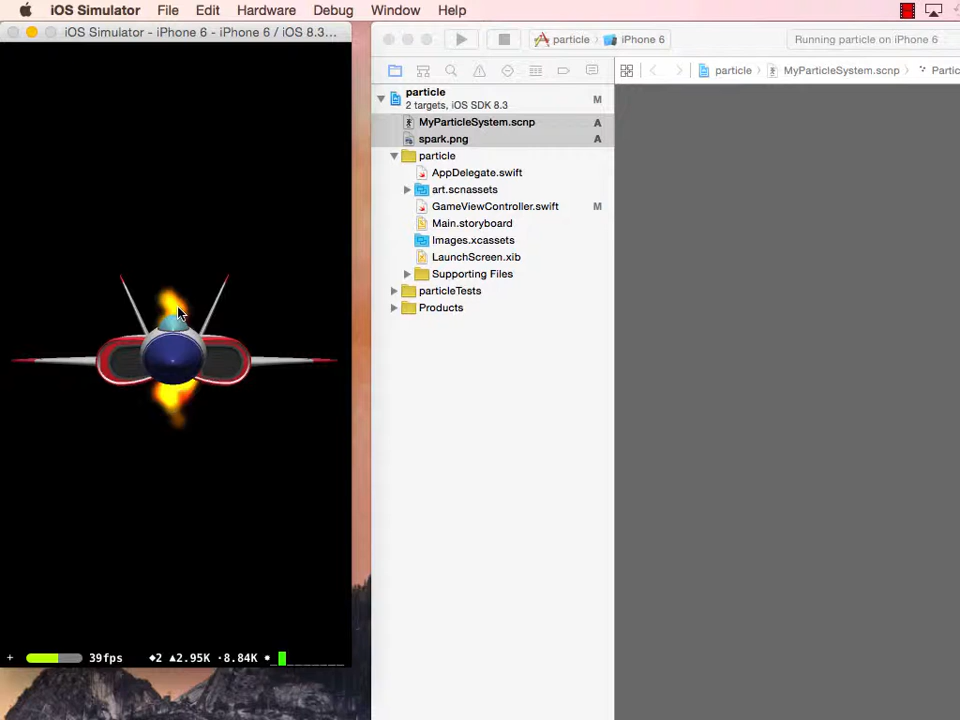 iOS Simulator File Edit Hardware Debug Window Help
iOS Simulator - iPhone 6 - iPhone 6 / iOS 8.3...
particle iPhone 6 Running particle on iPhone 6
particle MyParticleSystem.scnp Partic
particle M
2 targets, iOS SDK 8.3
MyParticleSystem.scnp A
spark.png A
particle
AppDelegate.swift
art.scnassets
GameViewController.swift M
Main.storyboard
Images.xcassets
LaunchScreen.xib
Supporting Files
particleTests
Products
+ 39fps ◆2 ▲2.95K ·8.84K